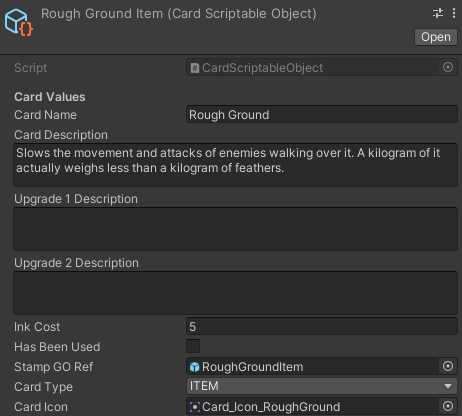 Rough Ground Item (Card Scriptable Object)
Open
Script
CardScriptableObject
Card Values
Card Name
Rough Ground
Card Description
Slows the movement and attacks of enemies walking over it. A kilogram of it
actually weighs less than a kilogram of feathers.
Upgrade 1 Description
Upgrade 2 Description
Ink Cost
5
Has Been Used
Stamp GO Ref
RoughGroundItem
Card Type
ITEM
Card Icon
Card_Icon_RoughGround